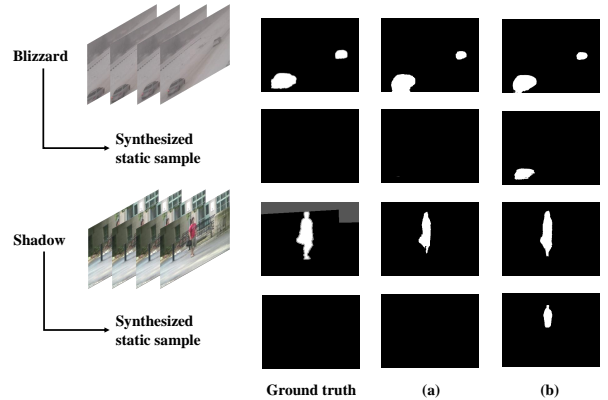 Blizzard
Synthesized
static sample
Shadow
Synthesized
static sample
Ground truth
(a)
(b)